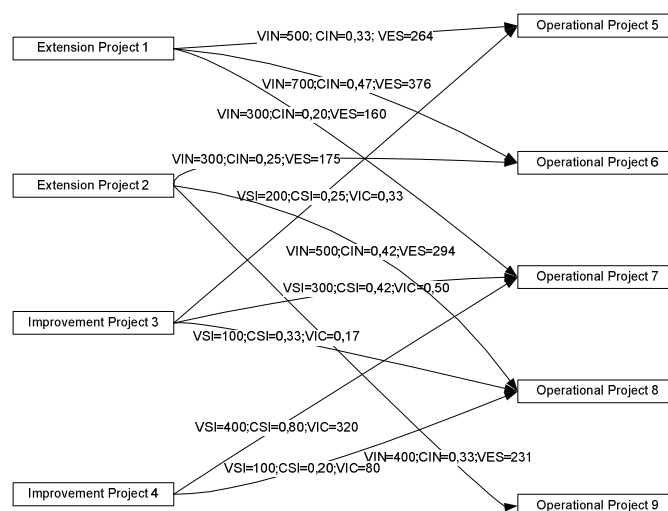 Operational Project 5
VIN=500; CIN=0,33; VES=264
Extension Project 1
VIN=700;CIN=0,47;VES=376
VIN=300;CIN=0,20;VES=160
VIN=300;CIN=0,25;VES=175
Operational Project 6
Extension Project 2
VSI=200;CSI=0,25;VIC=0,33
VIN=500;CIN=0,42;VES=294
Operational Project 7
VSI=300;CSI=0,42;VIC=0,50
Improvement Project 3
VSI=100;CSI=0,33;VIC=0,17
Operational Project 8
VSI=400;CSI=0,80;VIC=320
VIN=400;CIN=0,33;VES=231
VSI=100;CSI=0,20;VIC=80
Improvement Project 4
Operational Project 9